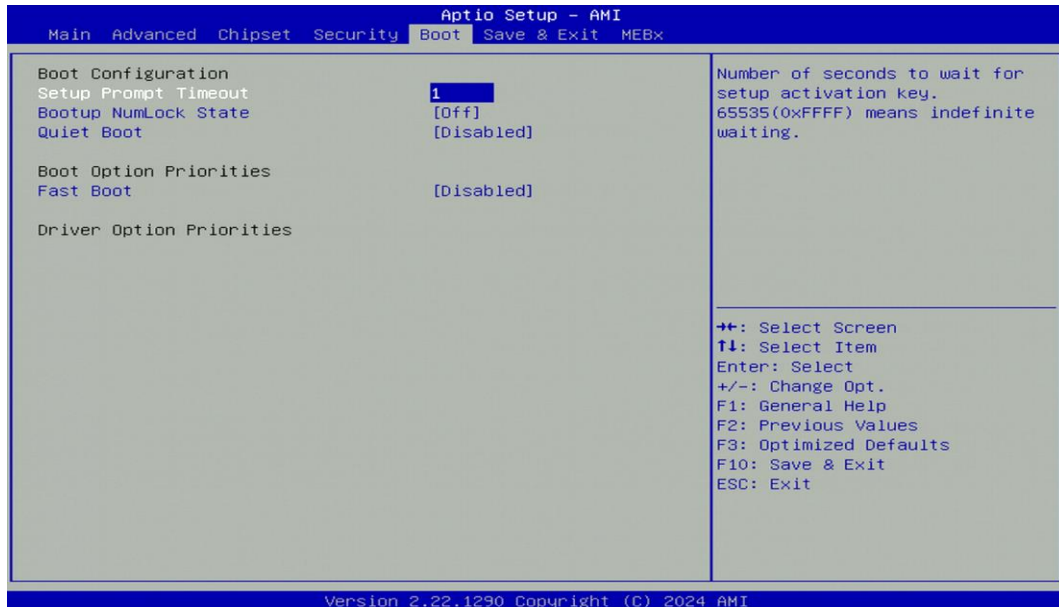 Aptio Setup - AMI
Main Advanced Chipset Security Boot Save & Exit MEBx
Boot Configuration
Setup Prompt Timeout 1
Bootup NumLock State [Off]
Quiet Boot [Disabled]
Boot Option Priorities
Fast Boot [Disabled]
Driver Option Priorities
Number of seconds to wait for
setup activation key.
65535(0xFFFF) means indefinite
waiting.
→←: Select Screen
↑↓: Select Item
Enter: Select
+/-: Change Opt.
F1: General Help
F2: Previous Values
F3: Optimized Defaults
F10: Save & Exit
ESC: Exit
Version 2.22.1290 Copyright (C) 2024 AMI